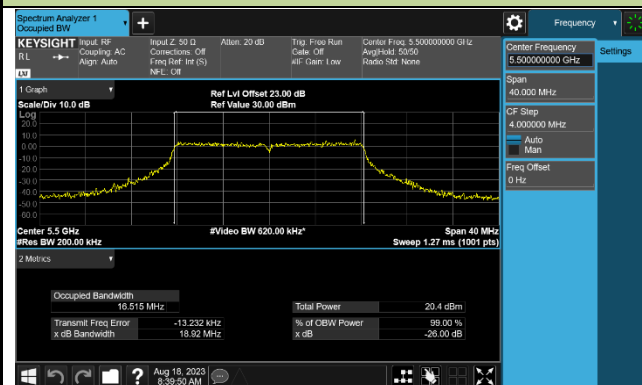 Spectrum Analyzer 1
Occupied BW
Frequency
KEYSIGHT Input: RF Input Z: 50 Ω Atten: 20 dB Trig: Free Run Center Freq: 5.500000000 GHz
RL Coupling: AC Corrections: Off Gate: Off Avg|Hold: 50/50
Align: Auto Freq Ref: Int (S) #IF Gain: Low Radio Std: None
LXI NFE: Off
Center Frequency
5.500000000 GHz
Settings
Span
40.000 MHz
CF Step
4.000000 MHz
Auto
Man
Freq Offset
0 Hz
1 Graph
Scale/Div 10.0 dB
Ref Lvl Offset 23.00 dB
Ref Value 30.00 dBm
Log
20.0
10.0
0.00
-10.0
-20.0
-30.0
-40.0
-50.0
-60.0
Center 5.5 GHz #Video BW 620.00 kHz* Span 40 MHz
#Res BW 200.00 kHz Sweep 1.27 ms (1001 pts)
2 Metrics
Occupied Bandwidth
16.515 MHz
Total Power 20.4 dBm
Transmit Freq Error -13.232 kHz % of OBW Power 99.00 %
x dB Bandwidth 18.92 MHz x dB -26.00 dB
Aug 18, 2023
8:39:50 AM